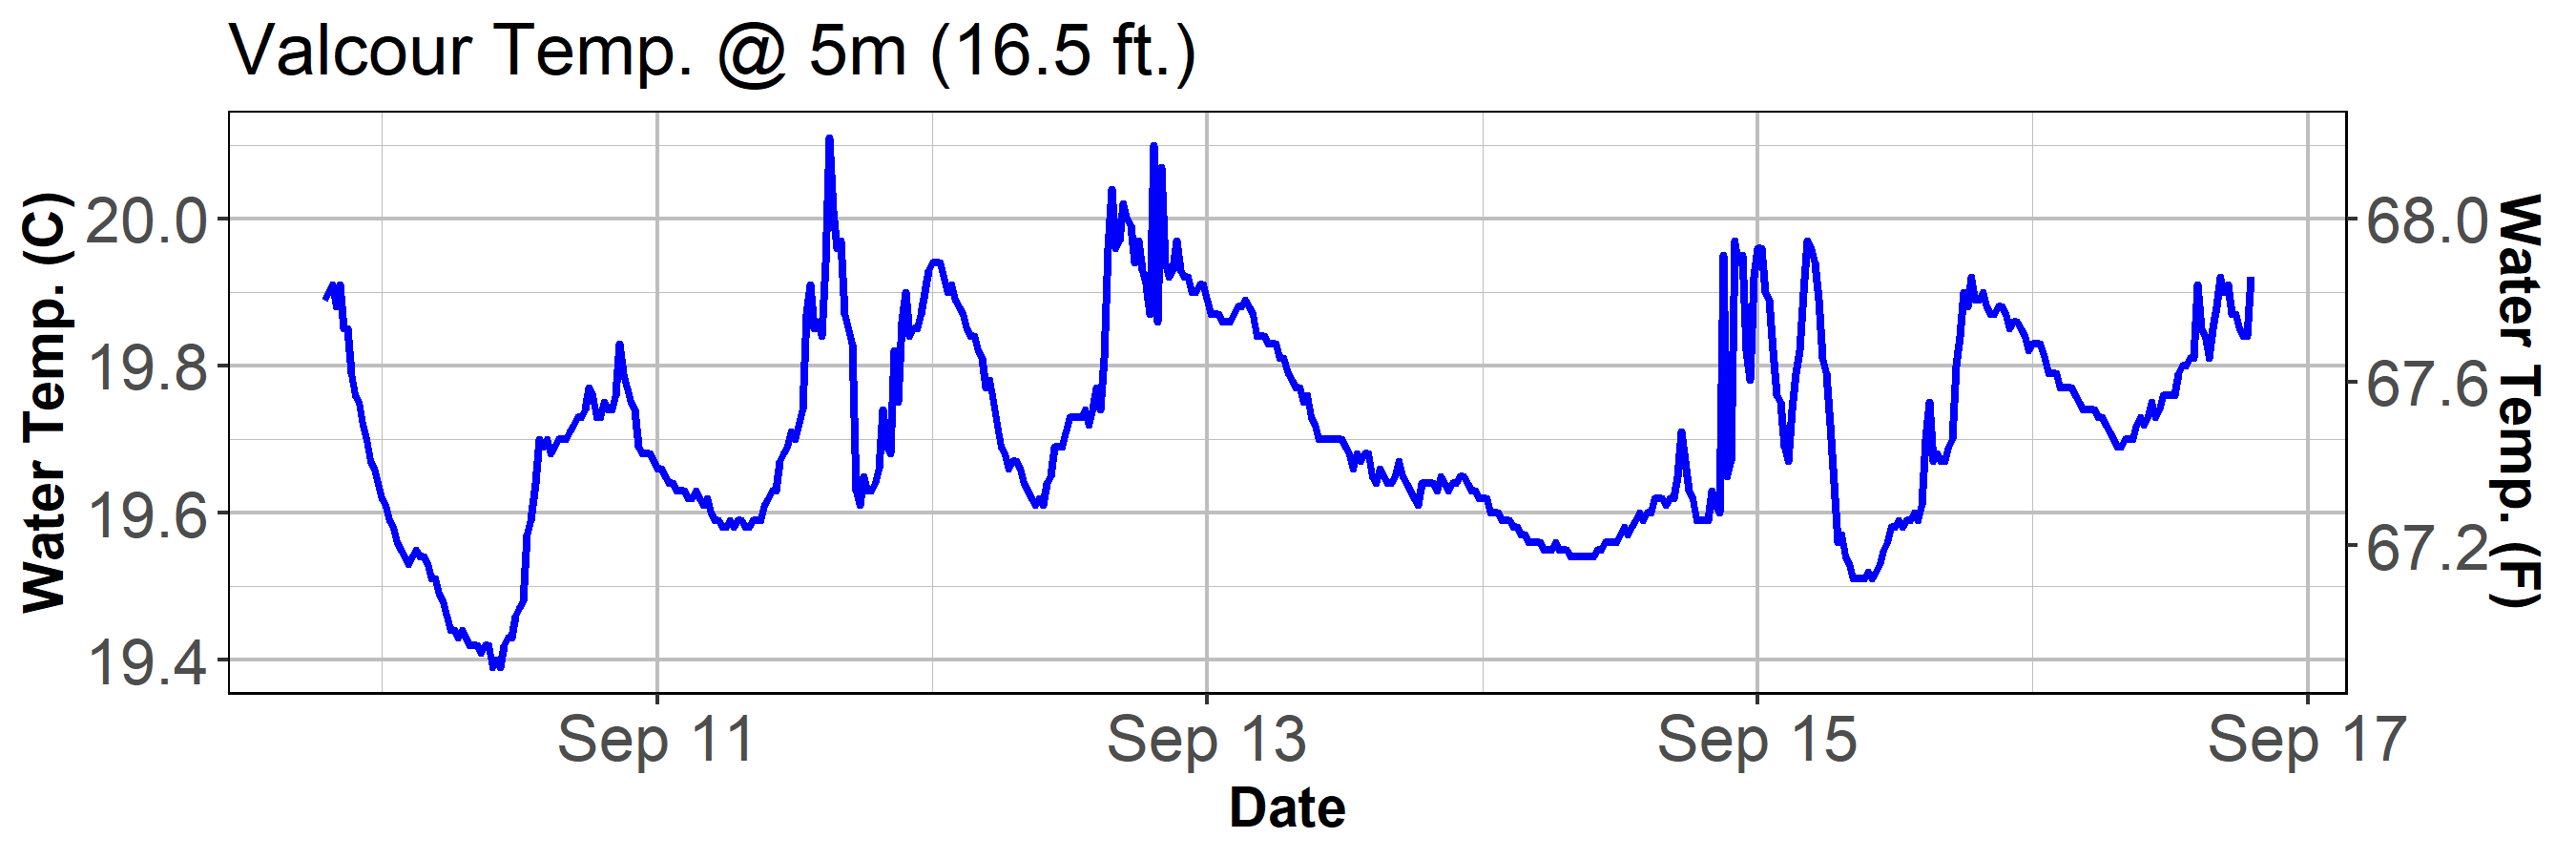 Valcour Temp. @ 5m (16.5 ft.)
Water Temp. (C)
20.0
19.8
19.6
19.4
68.0
67.6
67.2
Water Temp. (F)
Sep 11 Sep 13 Sep 15 Sep 17
Date